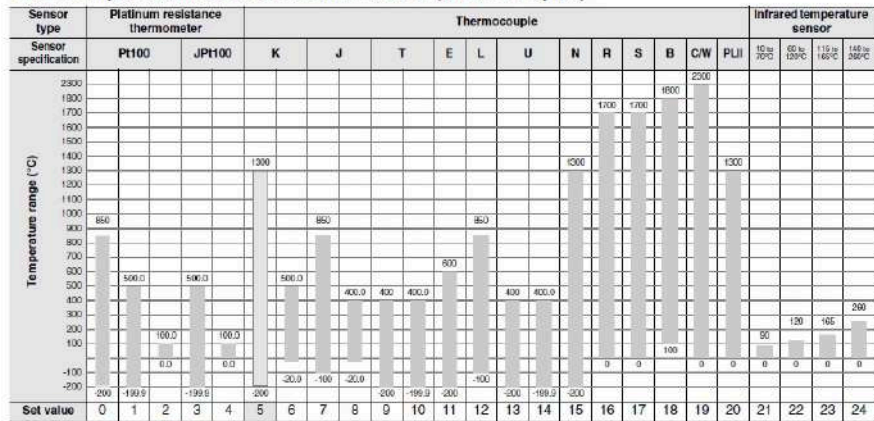 Sensor type Platinum resistance thermometer Thermocouple Infrared temperature sensor
Sensor specification Pt100 JPt100 K J T E L U N R S B C/W PLII 10 to 70°C 60 to 120°C 115 to 165°C 140 to 260°C
Temperature range (°C)
2300 2300
1800 1800
1700 1700 1700
1600
1500
1400 1300 1300 1300
1300
1200
1100
1000 850 850 850
900
800
700 600
600 500.0 500.0 500.0
500 400.0 400 400.0 400 400.0
400
300 260
200 100.0 100.0 120 165
100 0.0 0.0 100 90
0 0 0 0 0 0 0 0
-100 -20.0 -100 -20.0 -100
-200 -200 -199.9 -199.9 -200 -200 -199.9 -200 -200 -199.9 -200
Set value 0 1 2 3 4 5 6 7 8 9 10 11 12 13 14 15 16 17 18 19 20 21 22 23 24